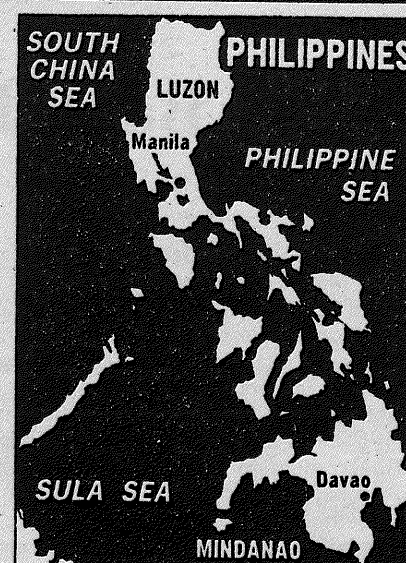 SOUTH
CHINA
SEA
PHILIPPINES
LUZON
Manila
PHILIPPINE
SEA
SULA SEA
Davao
MINDANAO